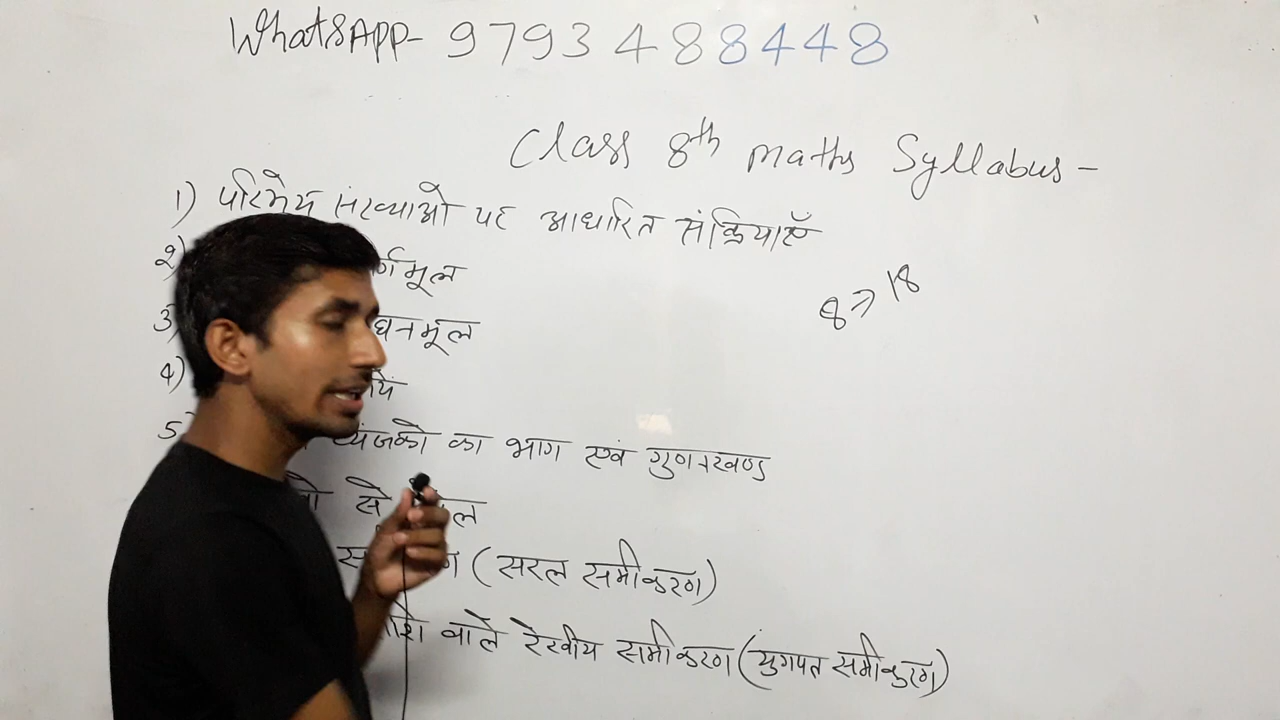 WhatsAPP- 9793488448
Class 8th maths Syllabus -
1) परिमेय संख्याओ पर आधारित संक्रियाएँ
2)
3) घनमूल
4)
5 व्यंजको का भाग एवं गुणनखण्ड
से
(सरल समीकरण)
वाले रेखीय समीकरण (युगपत समीकरण)
8 > 18